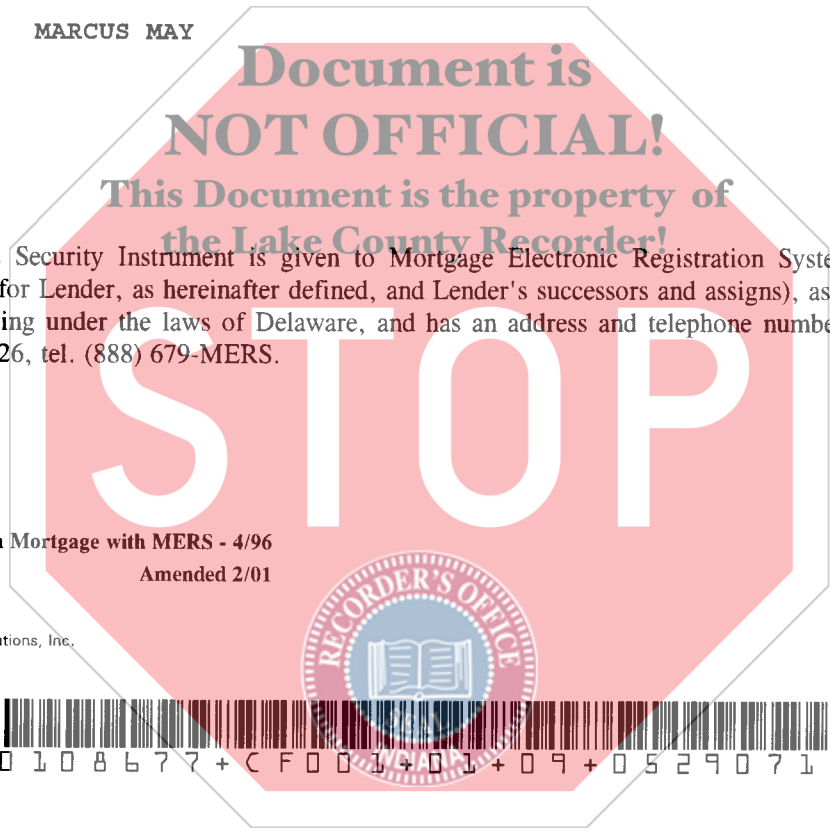 MARCUS MAY
Document is
NOT OFFICIAL!
This Document is the property of
the Lake County Recorder!
Security Instrument is given to Mortgage Electronic Registration Syste
for Lender, as hereinafter defined, and Lender's successors and assigns), as
ing under the laws of Delaware, and has an address and telephone numbe
26, tel. (888) 679-MERS.
STOP
Mortgage with MERS - 4/96
Amended 2/01
RECORDER'S OFFICE
utions, Inc.
SEAL
INDIANA
0108677+CF001+01+09+0529071